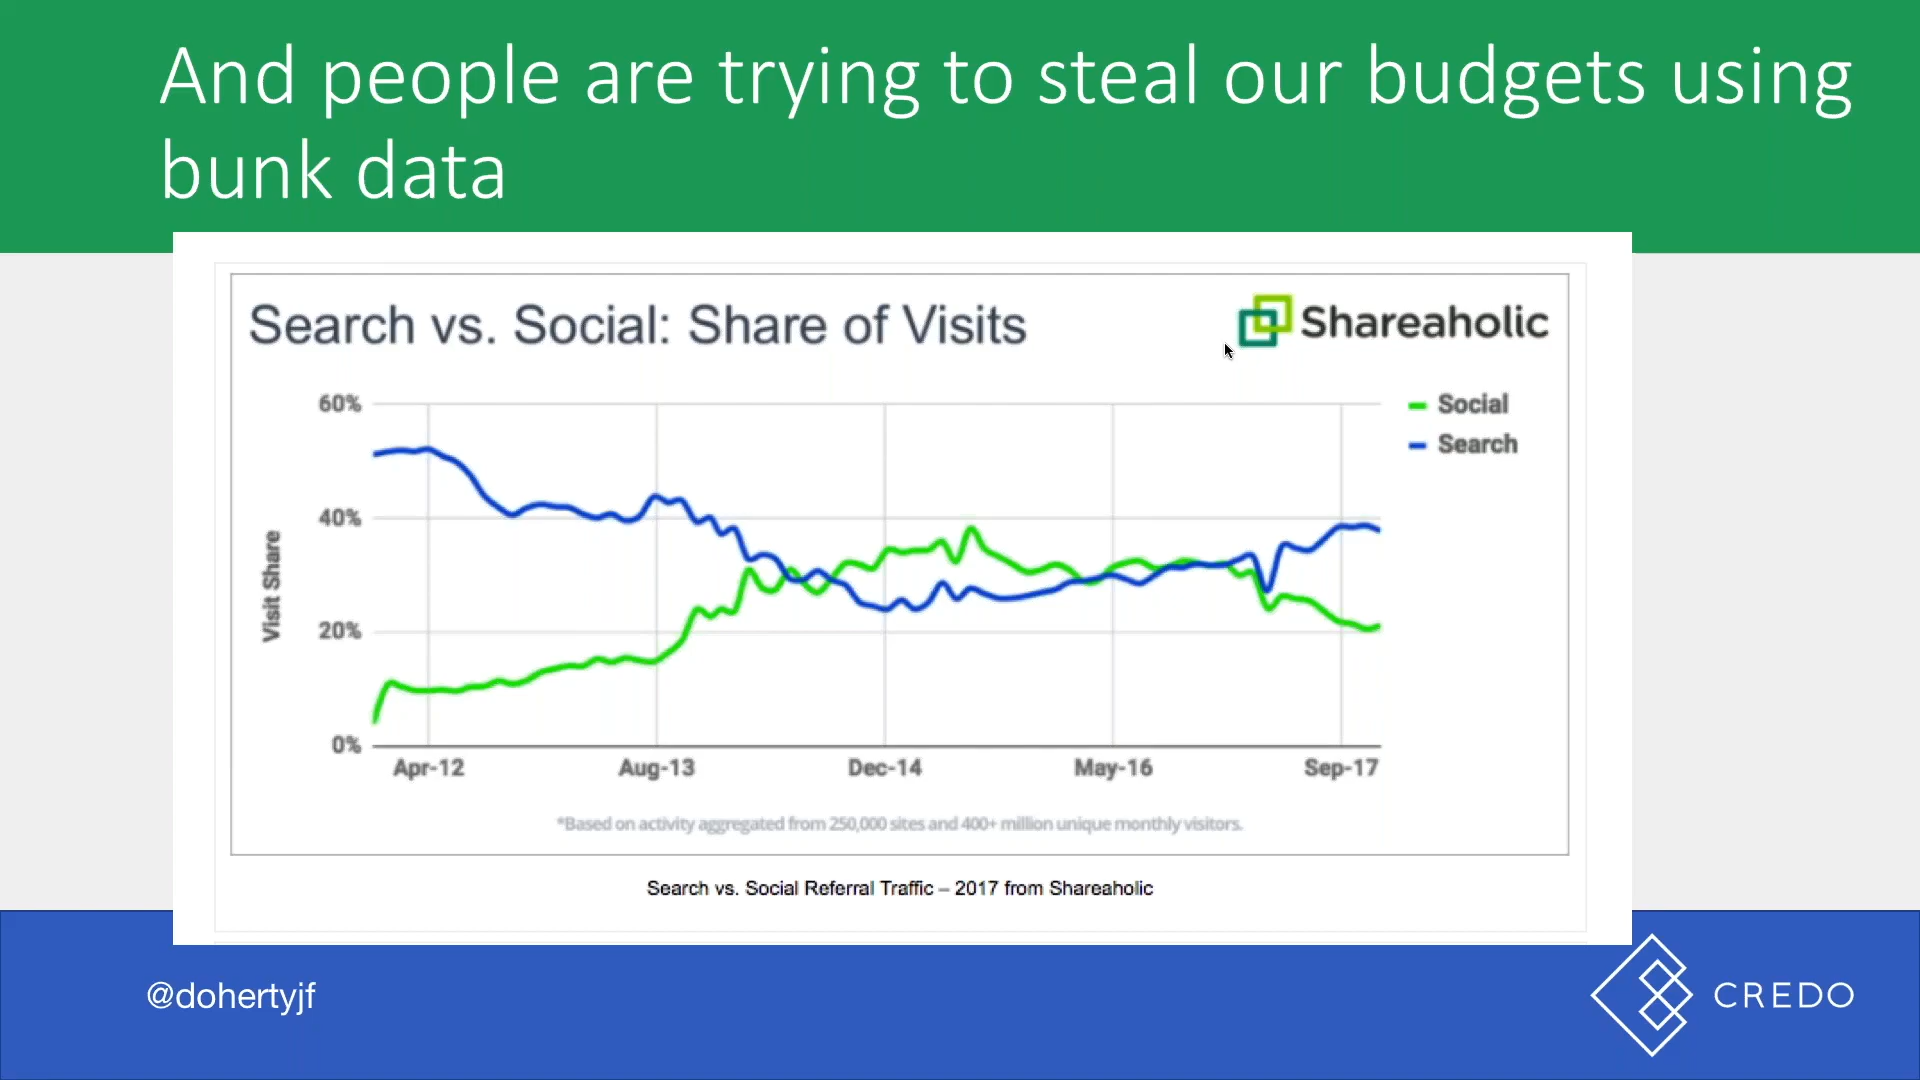 And people are trying to steal our budgets using
bunk data
Search vs. Social: Share of Visits
Shareaholic
60%
40%
20%
0%
Visit Share
Social
Search
Apr-12
Aug-13
Dec-14
May-16
Sep-17
*Based on activity aggregated from 250,000 sites and 400+ million unique monthly visitors.
Search vs. Social Referral Traffic – 2017 from Shareaholic
@dohertyjf
CREDO